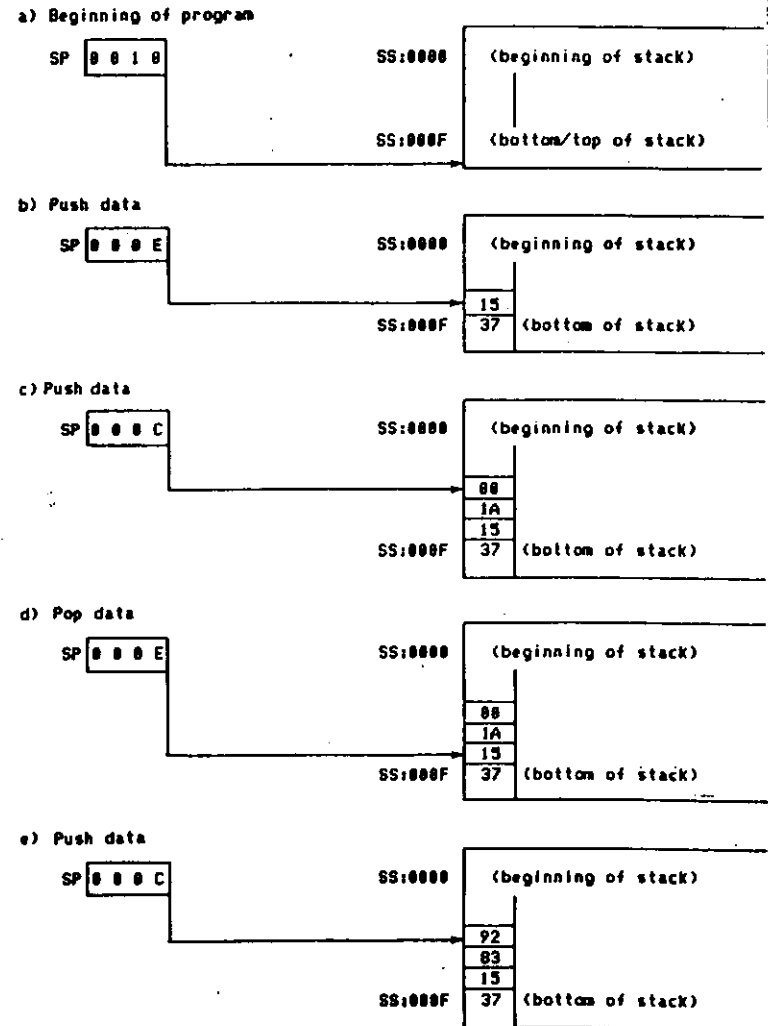 a) Beginning of program
SP 0 0 1 0
SS:0000 (beginning of stack)
SS:000F (bottom/top of stack)
b) Push data
SP 0 0 0 E
SS:0000 (beginning of stack)
15
SS:000F 37 (bottom of stack)
c) Push data
SP 0 0 0 C
SS:0000 (beginning of stack)
00
1A
15
SS:000F 37 (bottom of stack)
d) Pop data
SP 0 0 0 E
SS:0000 (beginning of stack)
00
1A
15
SS:000F 37 (bottom of stack)
e) Push data
SP 0 0 0 C
SS:0000 (beginning of stack)
92
83
15
SS:000F 37 (bottom of stack)